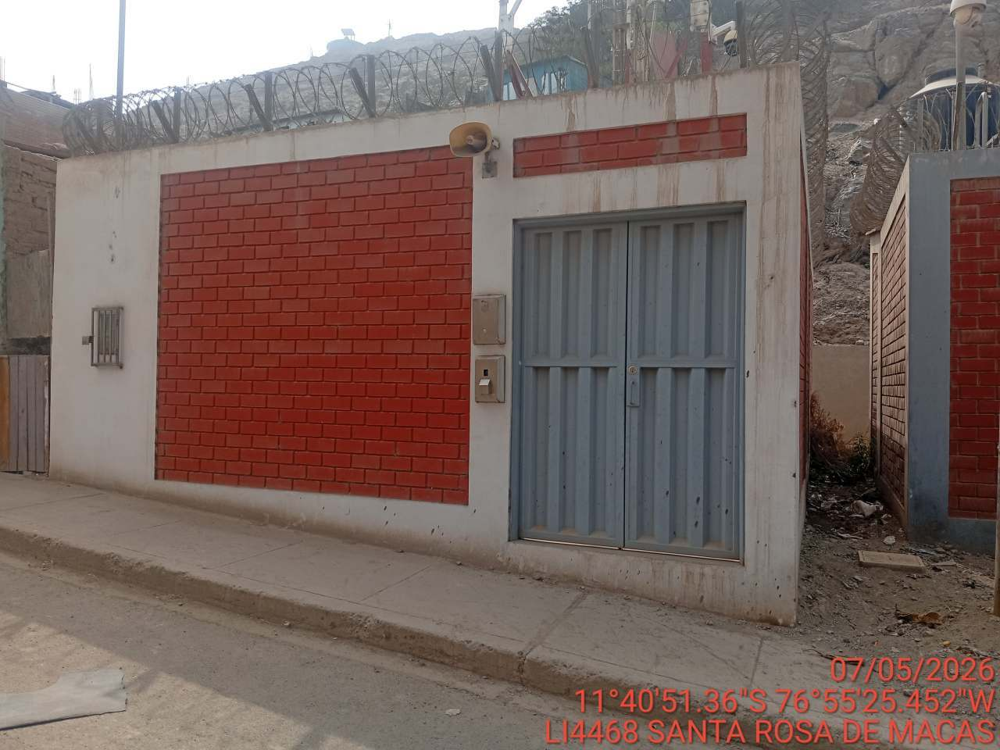 07/05/2026
11°40'51.36"S 76°55'25.452"W
LI4468 SANTA ROSA DE MACAS